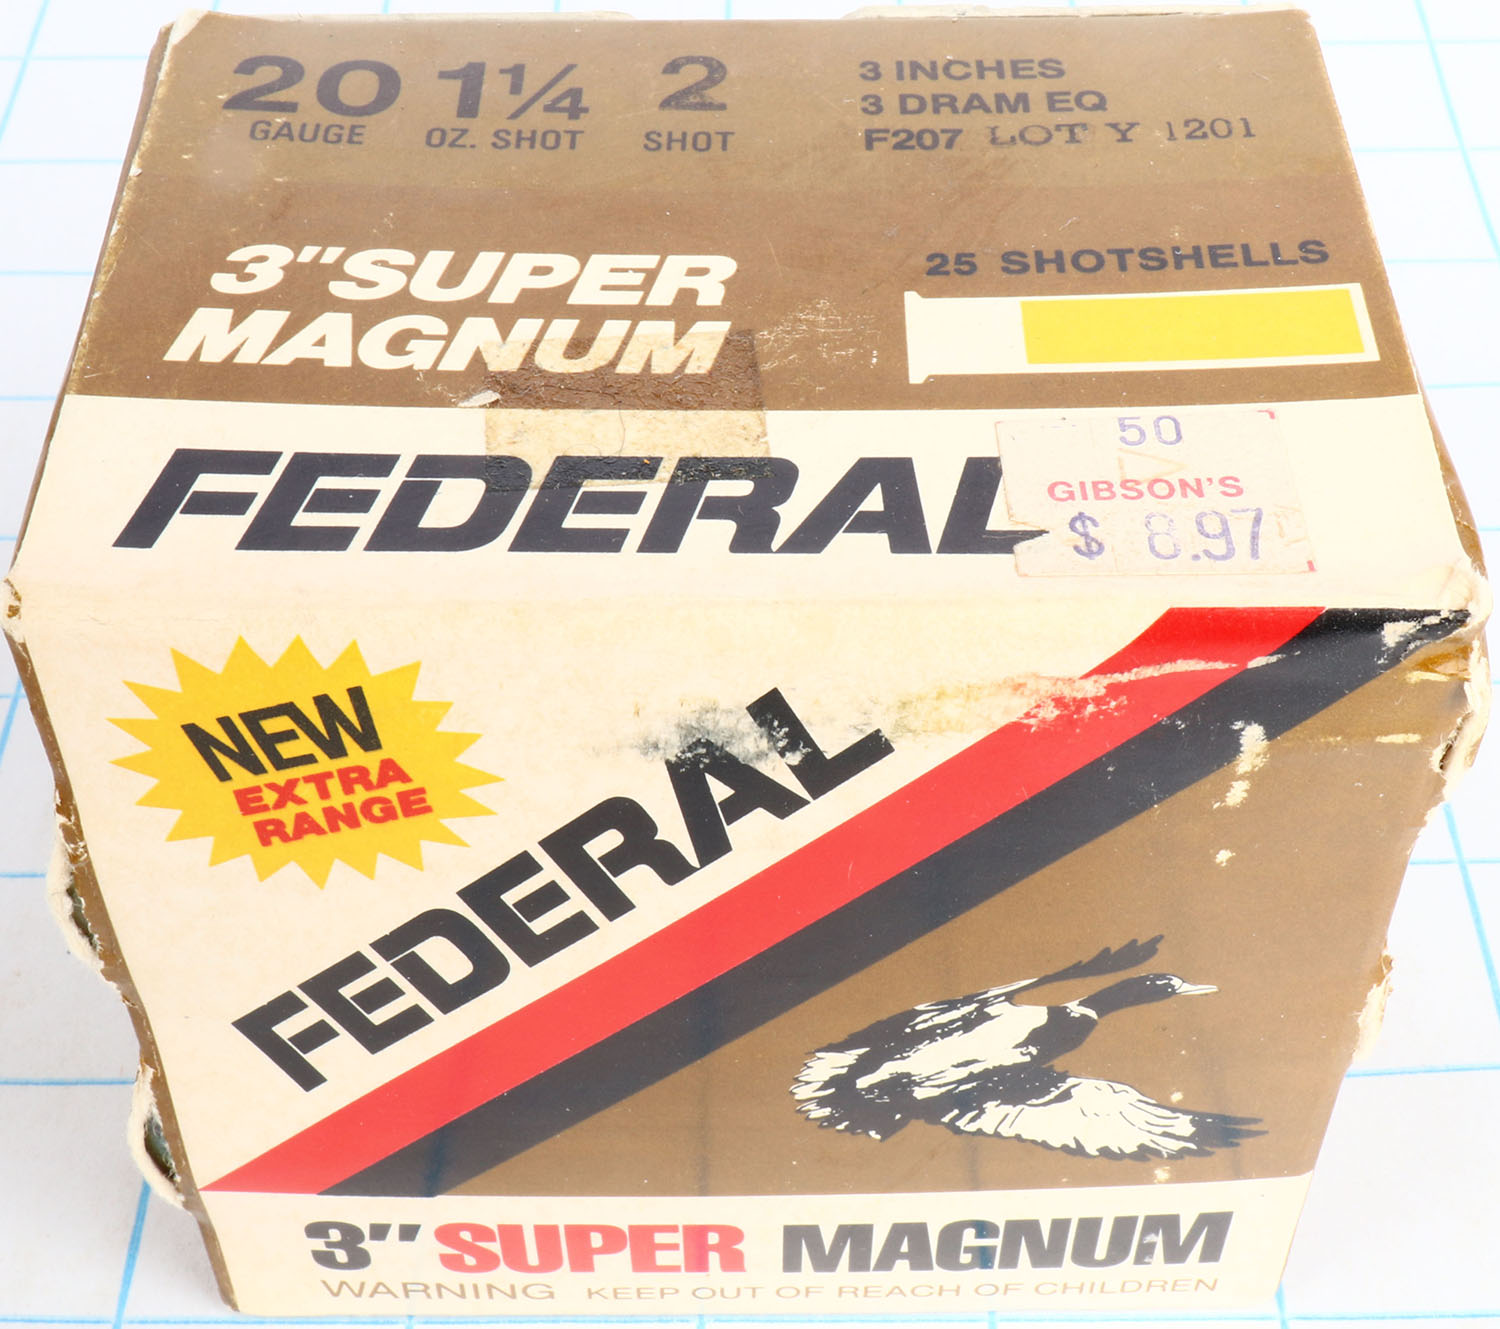 20 1¼ 2
GAUGE OZ. SHOT SHOT
3 INCHES
3 DRAM EQ
F207 LOT Y 1201
3" SUPER
MAGNUM
25 SHOTSHELLS
FEDERAL
50
GIBSON'S
$ 8.97
NEW
EXTRA
RANGE
FEDERAL
3" SUPER MAGNUM
WARNING KEEP OUT OF REACH OF CHILDREN